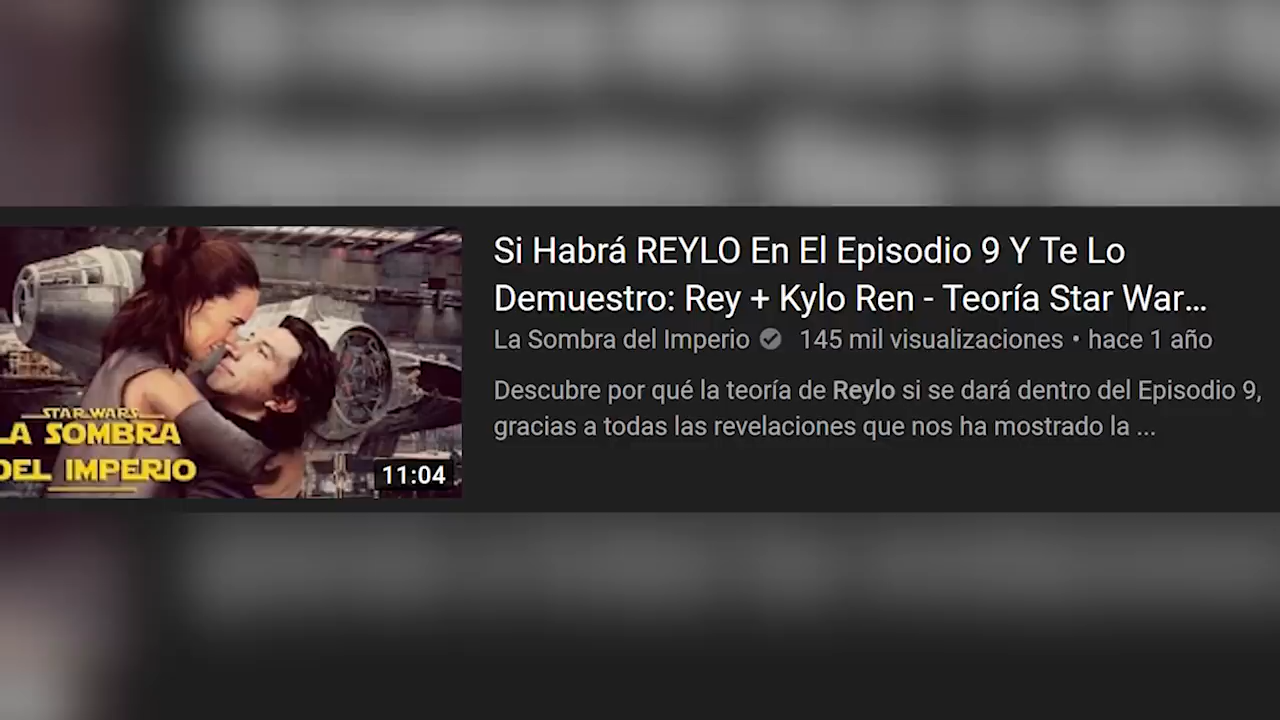 Si Habrá REYLO En El Episodio 9 Y Te Lo
Demuestro: Rey + Kylo Ren - Teoría Star War...
La Sombra del Imperio 145 mil visualizaciones • hace 1 año
Descubre por qué la teoría de Reylo si se dará dentro del Episodio 9,
gracias a todas las revelaciones que nos ha mostrado la ...
STAR WARS
LA SOMBRA
DEL IMPERIO
11:04